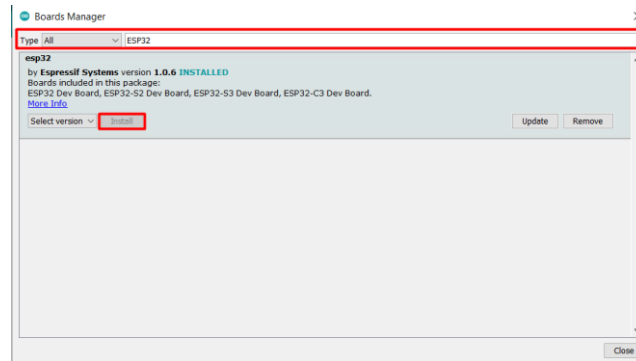 Boards Manager
Type All ESP32
esp32
by Espressif Systems version 1.0.6 INSTALLED
Boards included in this package:
ESP32 Dev Board, ESP32-S2 Dev Board, ESP32-S3 Dev Board, ESP32-C3 Dev Board.
More Info
Select version Install Update Remove
Close